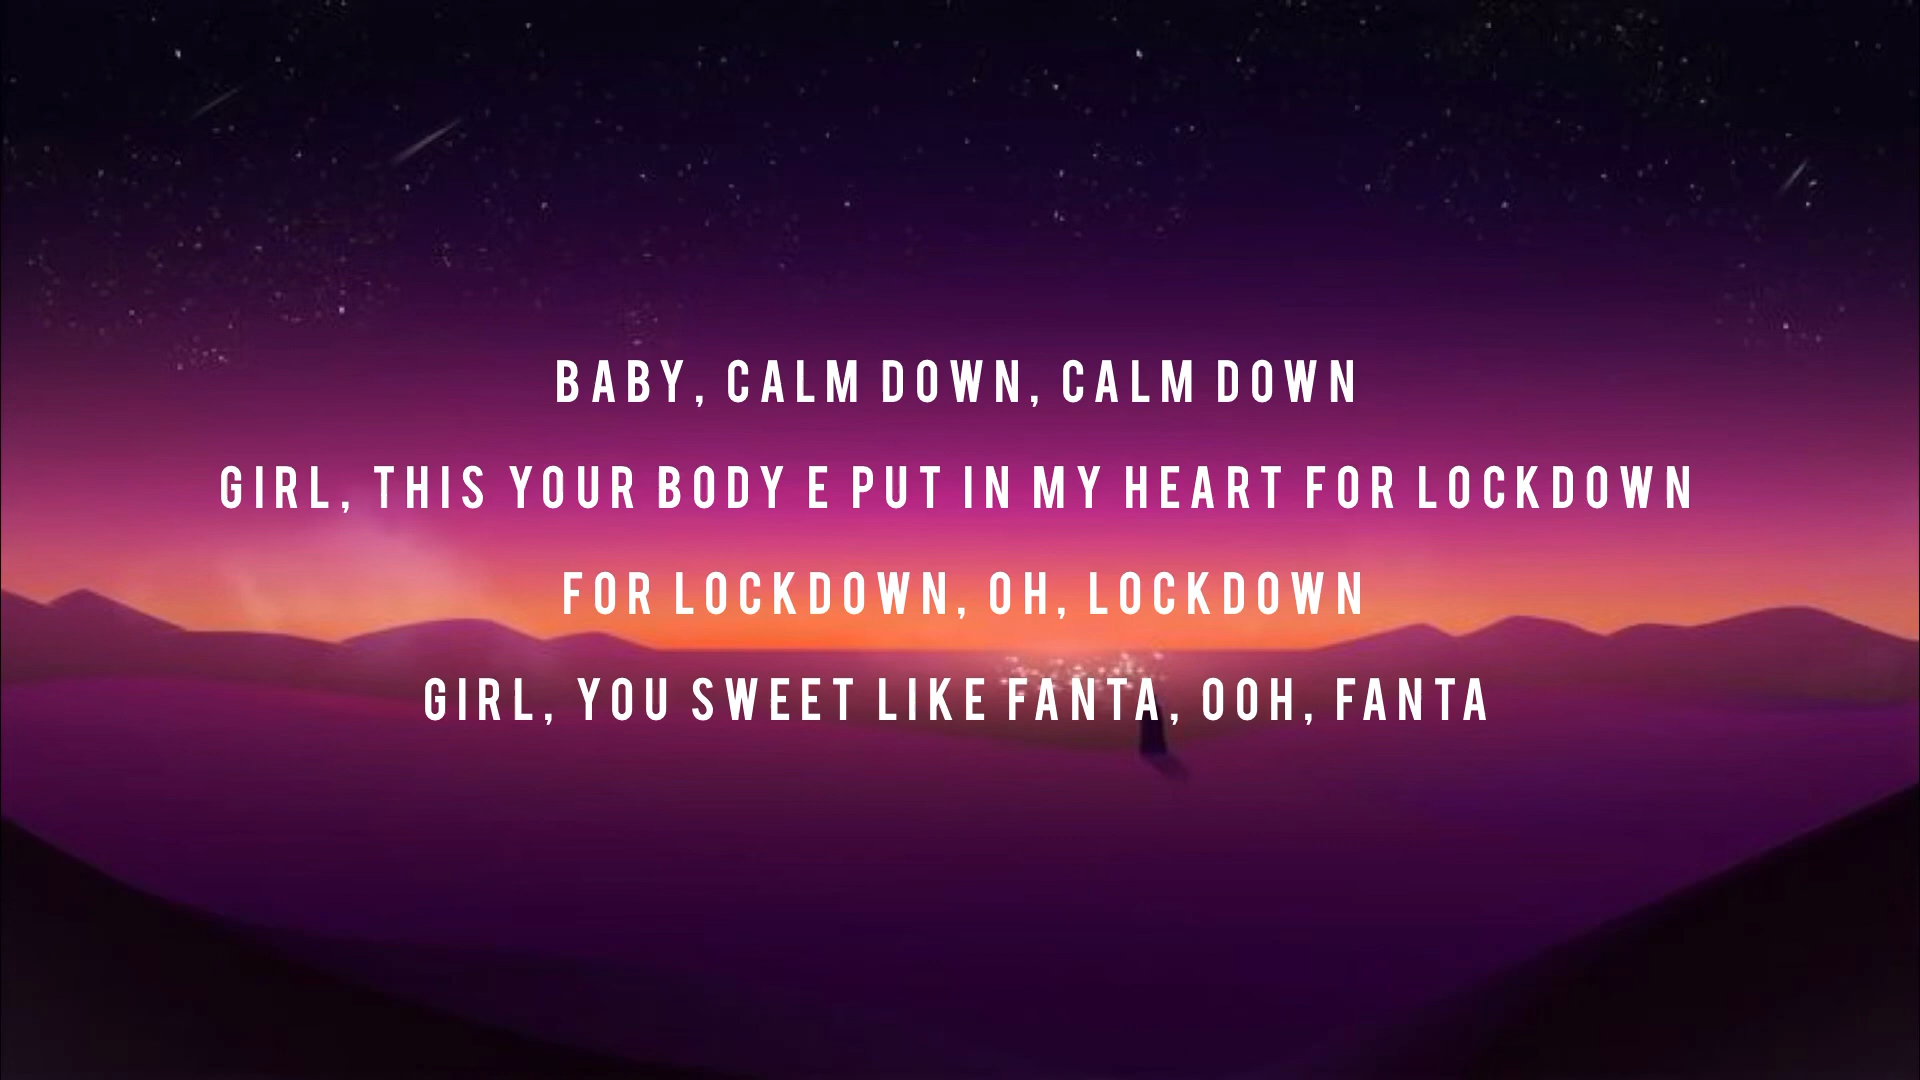 BABY, CALM DOWN, CALM DOWN
GIRL, THIS YOUR BODY E PUT IN MY HEART FOR LOCKDOWN
FOR LOCKDOWN, OH, LOCKDOWN
GIRL, YOU SWEET LIKE FANTA, OOH, FANTA